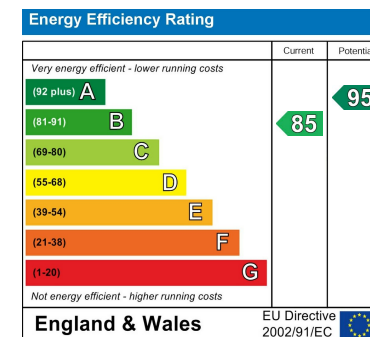 Energy Efficiency Rating
Current Potentia
Very energy efficient - lower running costs
(92 plus) A
95
(81-91) B
85
(69-80) C
(55-68) D
(39-54) E
(21-38) F
(1-20) G
Not energy efficient - higher running costs
England & Wales
EU Directive
2002/91/EC